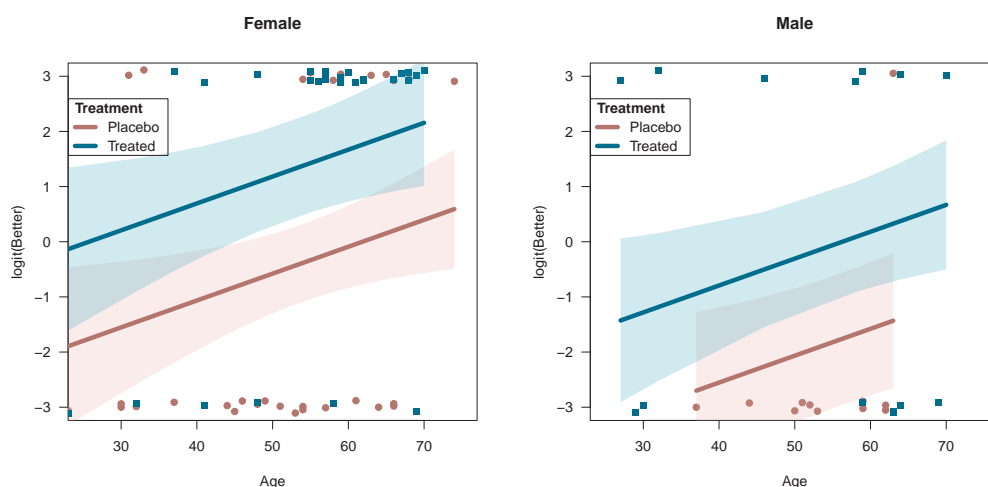 Female
3
2
1
0
−1
−2
−3
logit(Better)
Treatment
Placebo
Treated
30 40 50 60 70
Age
Male
3
2
1
0
−1
−2
−3
logit(Better)
Treatment
Placebo
Treated
30 40 50 60 70
Age